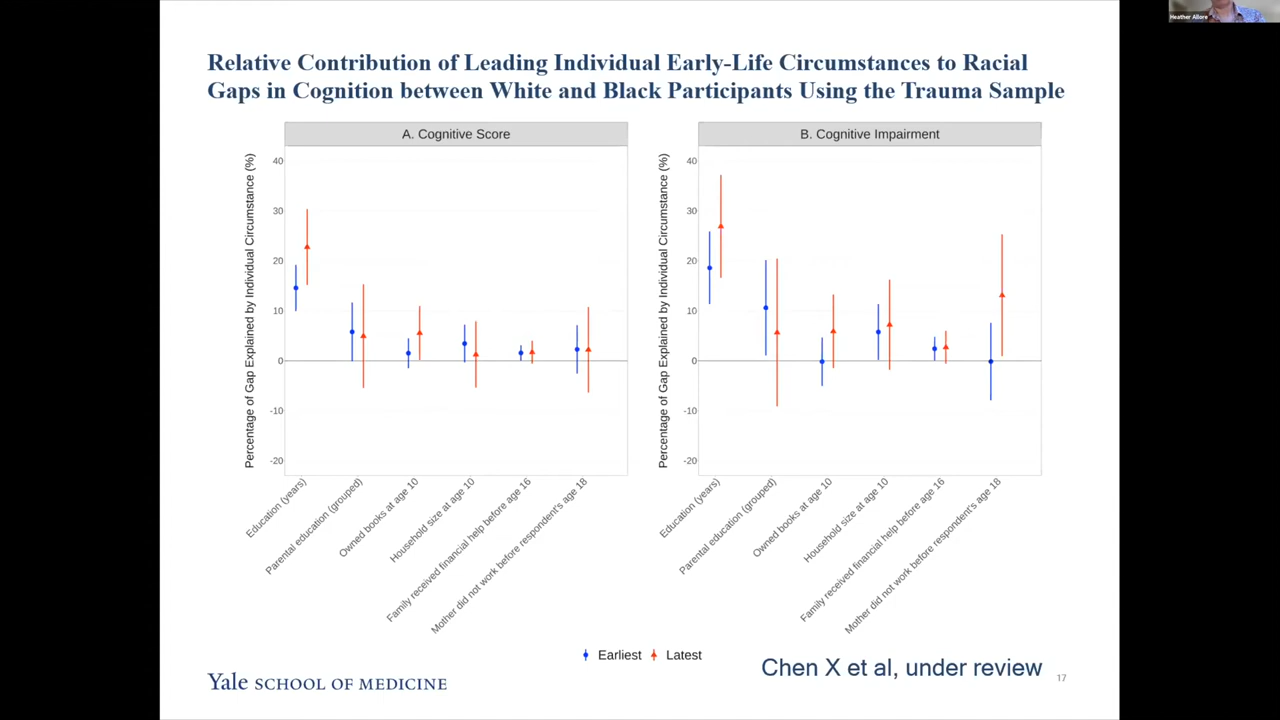 Heather Allore
Relative Contribution of Leading Individual Early-Life Circumstances to Racial
Gaps in Cognition between White and Black Participants Using the Trauma Sample
A. Cognitive Score
Percentage of Gap Explained by Individual Circumstance (%)
40
30
20
10
0
-10
-20
Education (years)
Parental education (grouped)
Owned books at age 10
Household size at age 10
Family received financial help before age 16
Mother did not work before respondent's age 18
B. Cognitive Impairment
Percentage of Gap Explained by Individual Circumstance (%)
40
30
20
10
0
-10
-20
Education (years)
Parental education (grouped)
Owned books at age 10
Household size at age 10
Family received financial help before age 16
Mother did not work before respondent's age 18
Earliest Latest
Yale SCHOOL OF MEDICINE
Chen X et al, under review
17